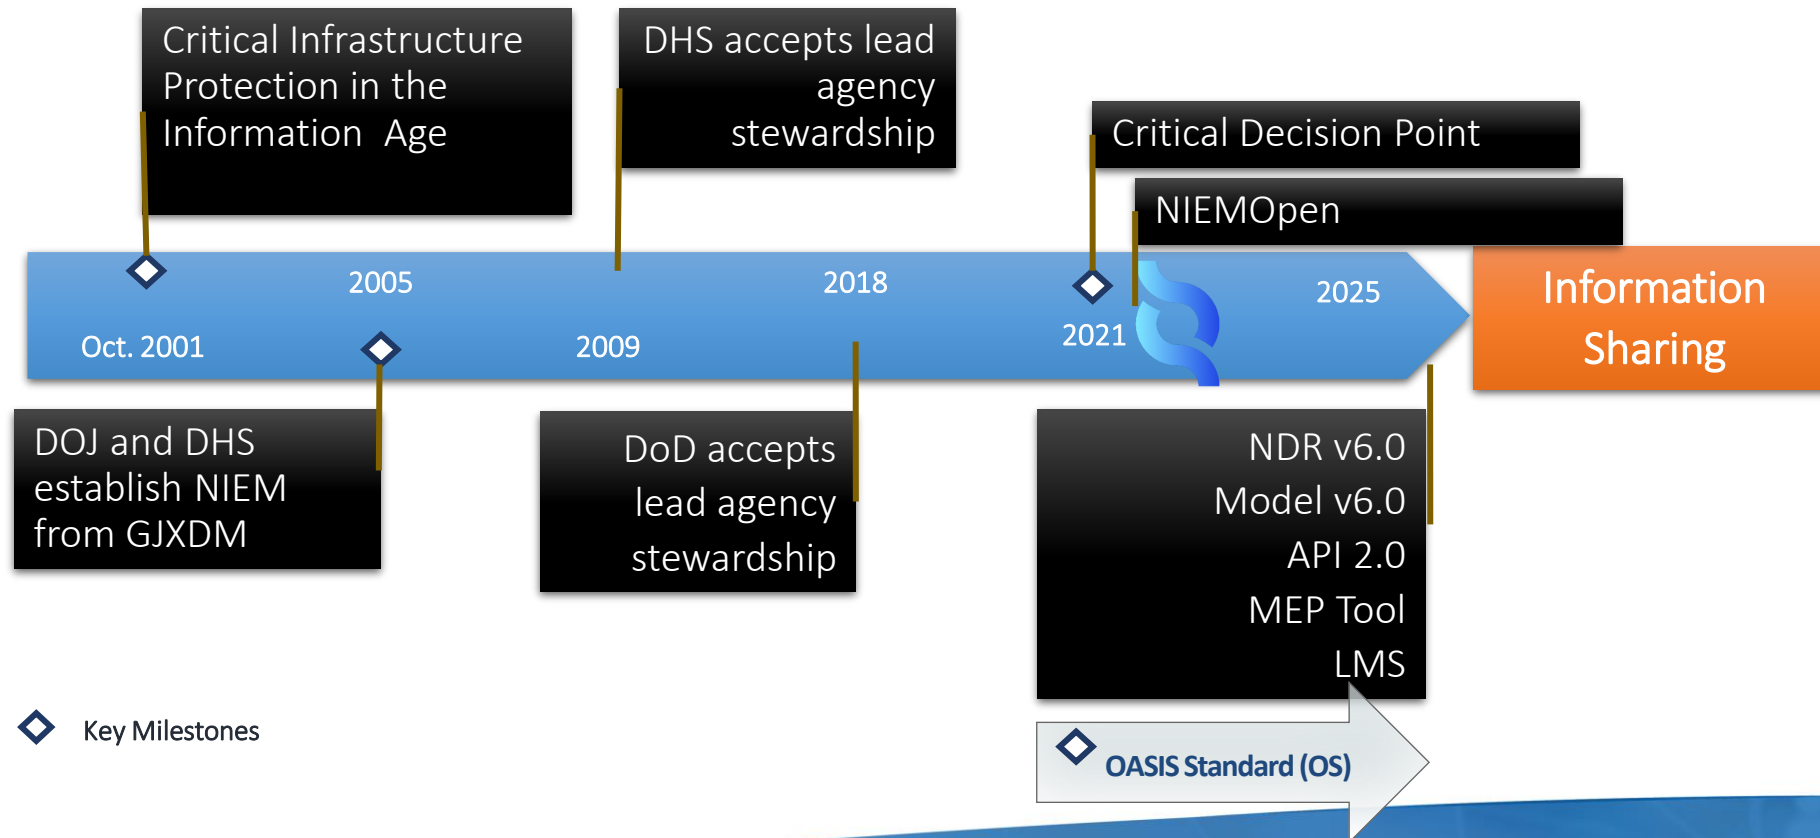 Critical Infrastructure
Protection in the
Information  Age
DHS accepts lead
agency
stewardship
Critical Decision Point
NIEMOpen
2005
2018
2025
Oct. 2001
2009
2021
Information
Sharing
DOJ and DHS
establish NIEM
from GJXDM
DoD accepts
lead agency
stewardship
NDR v6.0
Model v6.0
API 2.0
MEP Tool
LMS
Key Milestones
OASIS Standard (OS)